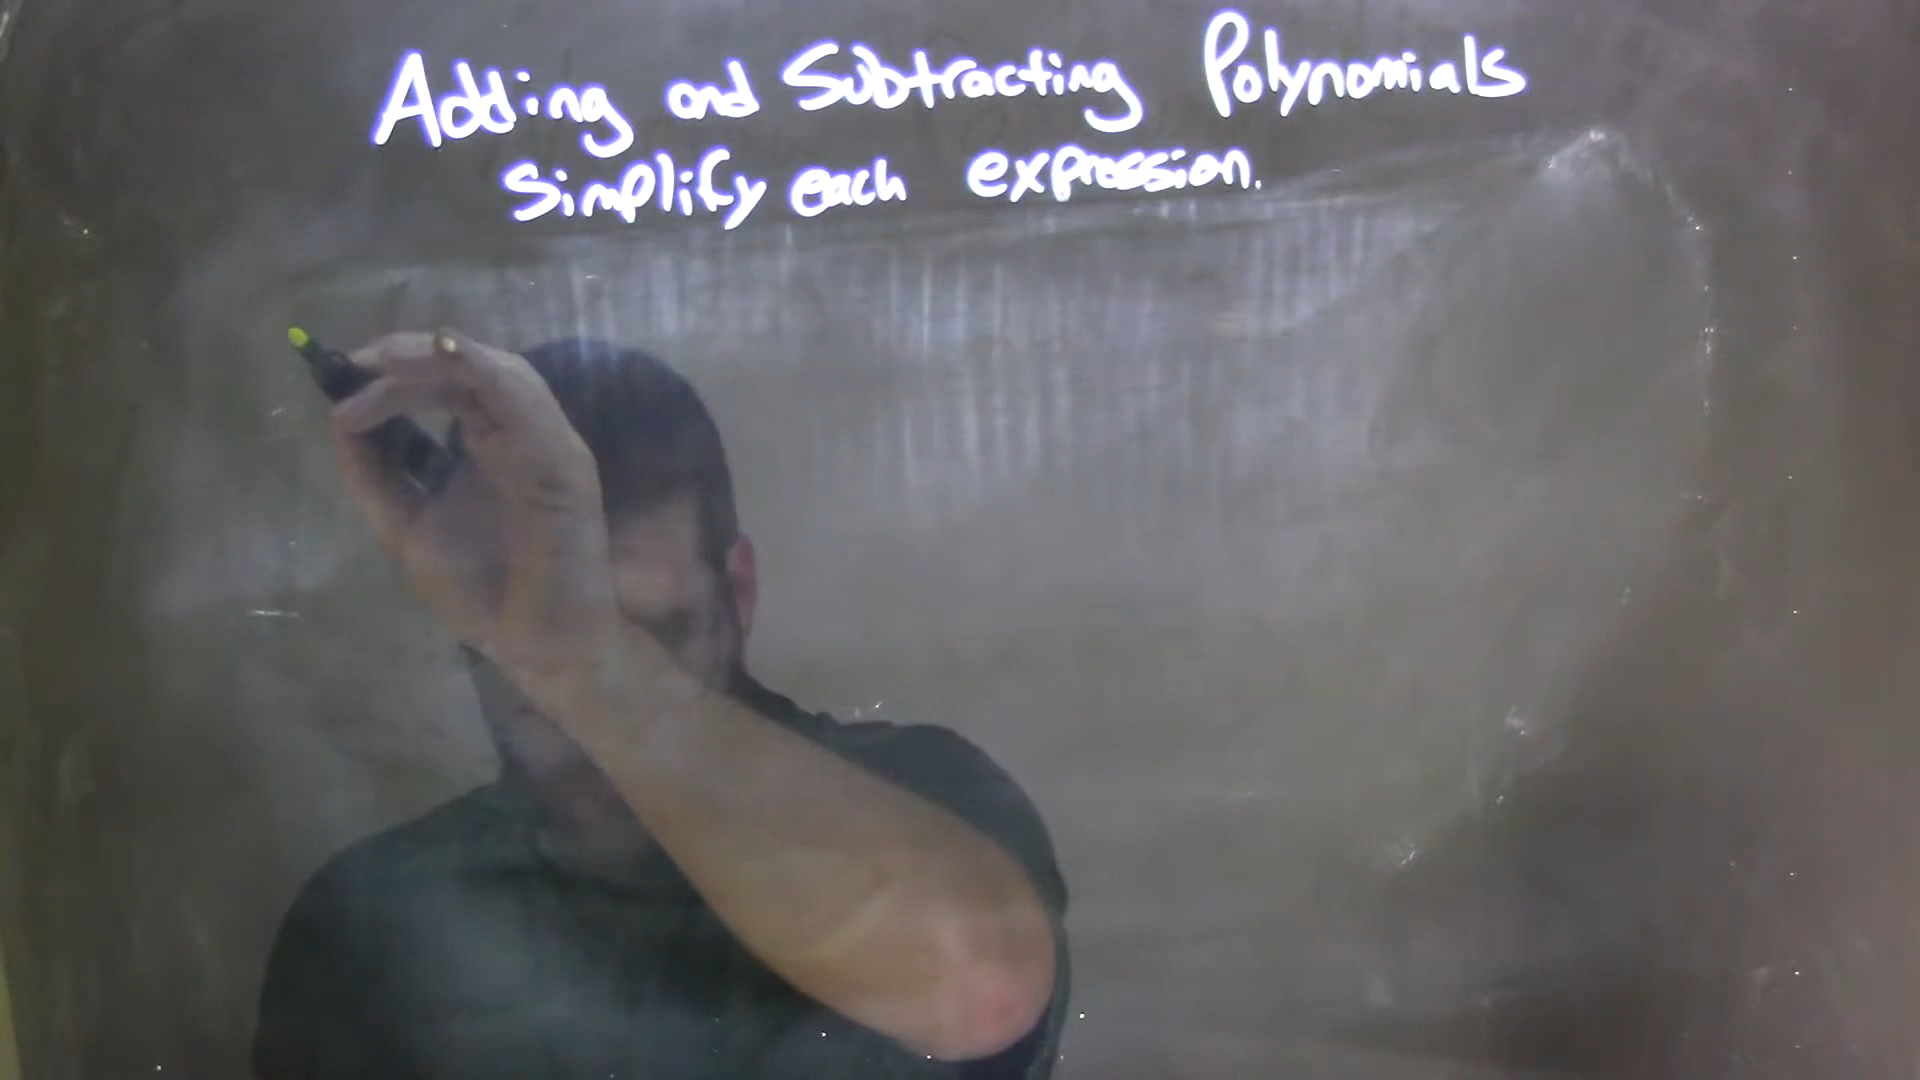 Adding and Subtracting Polynomials
Simplify each expression.